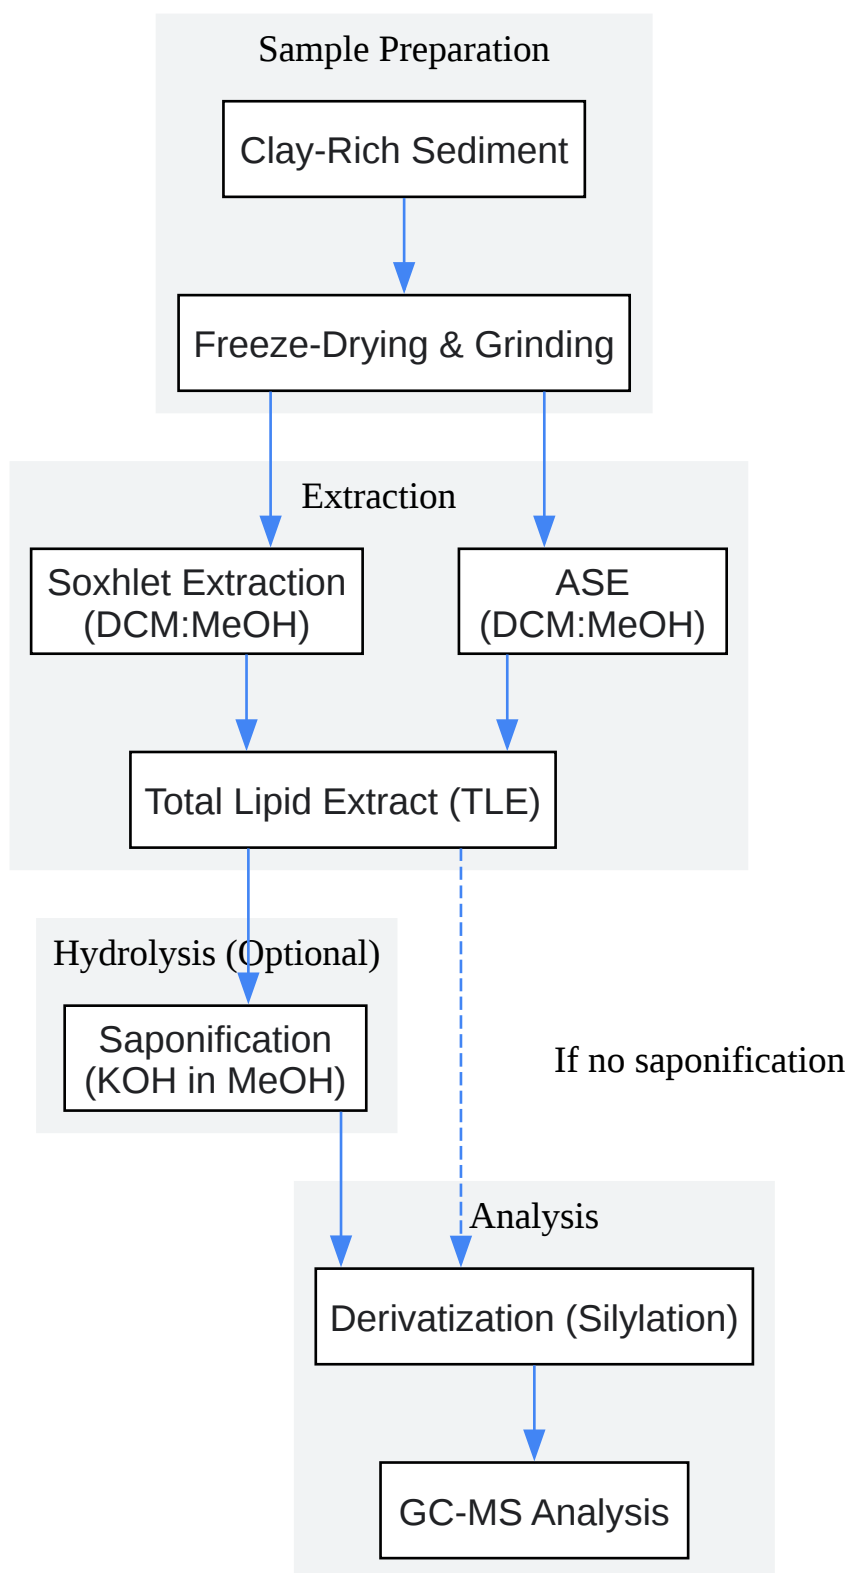 Sample Preparation
Clay-Rich Sediment
Freeze-Drying & Grinding
Extraction
Soxhlet Extraction
(DCM:MeOH)
ASE
(DCM:MeOH)
Total Lipid Extract (TLE)
Hydrolysis (Optional)
Saponification
(KOH in MeOH)
If no saponification
Analysis
Derivatization (Silylation)
GC-MS Analysis